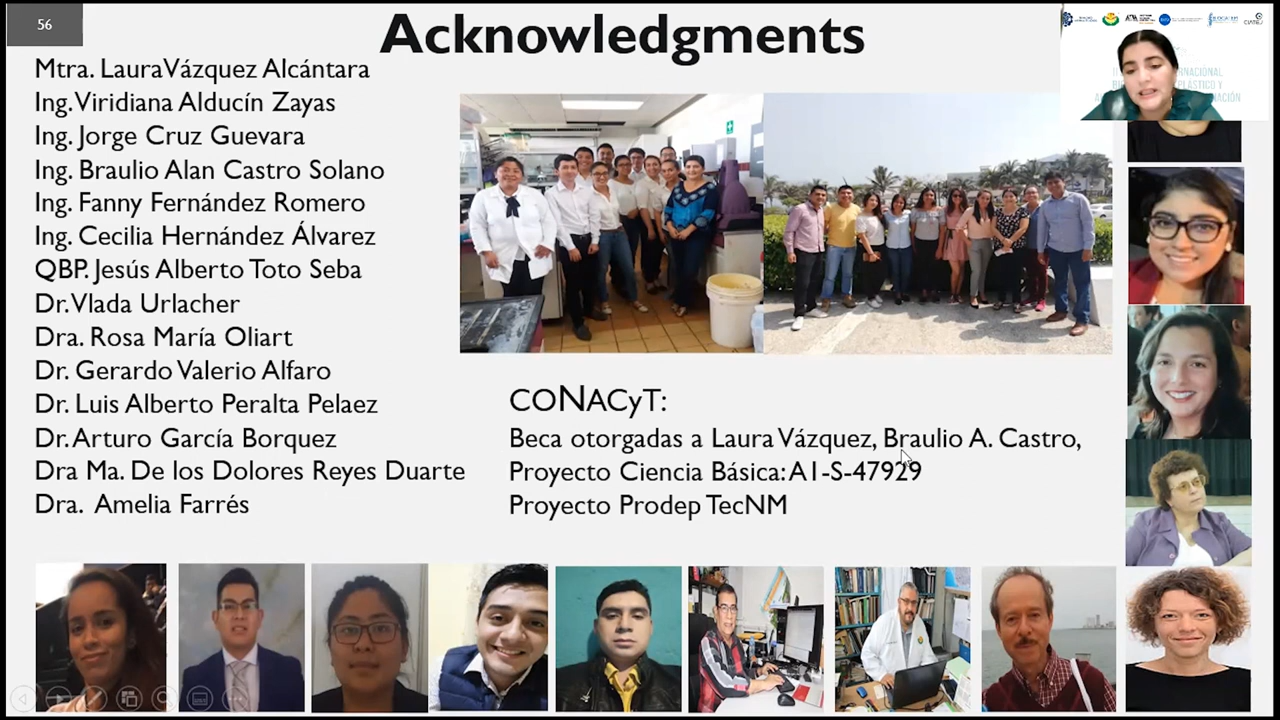 56
Acknowledgments
Mtra. Laura Vázquez Alcántara
Ing. Viridiana Alducín Zayas
Ing. Jorge Cruz Guevara
Ing. Braulio Alan Castro Solano
Ing. Fanny Fernández Romero
Ing. Cecilia Hernández Álvarez
QBP. Jesús Alberto Toto Seba
Dr. Vlada Urlacher
Dra. Rosa María Oliart
Dr. Gerardo Valerio Alfaro
Dr. Luis Alberto Peralta Pelaez
Dr. Arturo García Borquez
Dra Ma. De los Dolores Reyes Duarte
Dra. Amelia Farrés
CONACyT:
Beca otorgadas a Laura Vázquez, Braulio A. Castro,
Proyecto Ciencia Básica: A1-S-47929
Proyecto Prodep TecNM